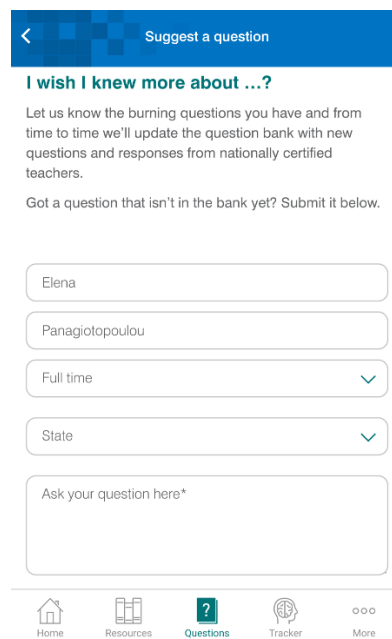 Suggest a question
I wish I knew more about ...?
Let us know the burning questions you have and from
time to time we'll update the question bank with new
questions and responses from nationally certified
teachers.
Got a question that isn't in the bank yet? Submit it below.
Elena
Panagiotopoulou
Full time
State
Ask your question here*
?
Home Resources Questions Tracker More